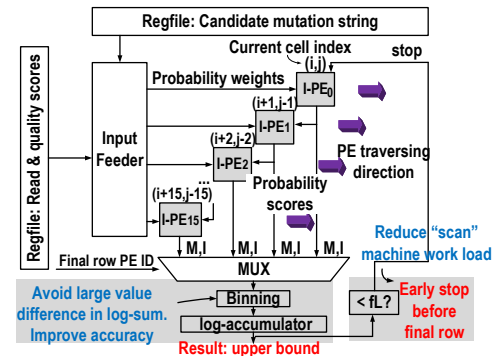 Regfile: Candidate mutation string
Regfile: Read & quality scores
Current cell index
(i,j)
stop
Probability weights
I-PE0
(i+1,j-1)
I-PE1
Input
Feeder
(i+2,j-2)
I-PE2
PE traversing
direction
...
(i+15,j-15)
I-PE15
Probability
scores
M,I
M,I
M,I
M,I
Reduce “scan”
machine work load
Final row PE ID
MUX
Avoid large value
difference in log-sum.
Improve accuracy
Binning
log-accumulator
< fL?
Early stop
before
final row
Result: upper bound